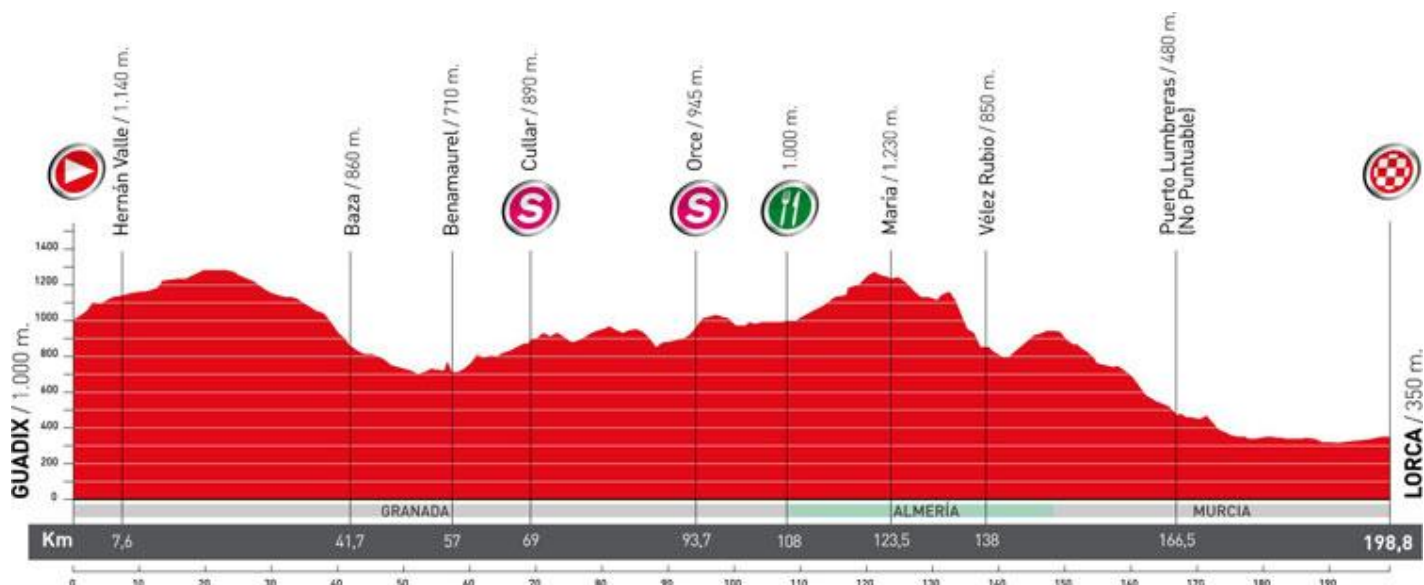 Hernán Valle / 1.140 m.
Baza / 860 m.
Benamaurel / 710 m.
Cullar / 890 m.
Orce / 945 m.
1.000 m.
María / 1.230 m.
Vélez Rubio / 850 m.
Puerto Lumbreras / 480 m.
(No Puntuable)
S
S
1400
1200
1000
800
600
400
200
0
GUADIX / 1.000 m.
LORCA / 350 m.
GRANADA
ALMERÍA
MURCIA
Km 7,6 41,7 57 69 93,7 108 123,5 138 166,5 198,8
0 10 20 30 40 50 60 70 80 90 100 110 120 130 140 150 160 170 180 190